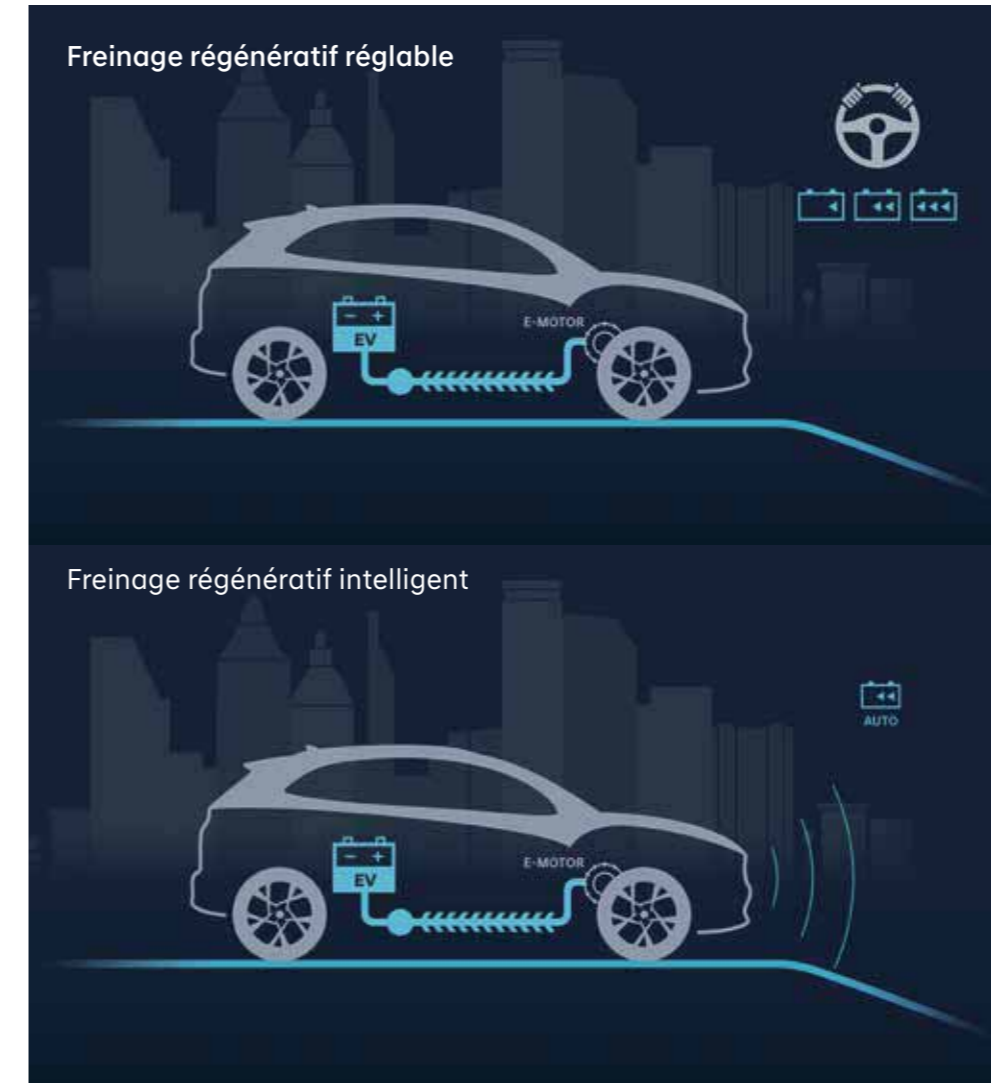 Freinage régénératif réglable
- +
EV
E-MOTOR
Freinage régénératif intelligent
AUTO
- +
EV
E-MOTOR